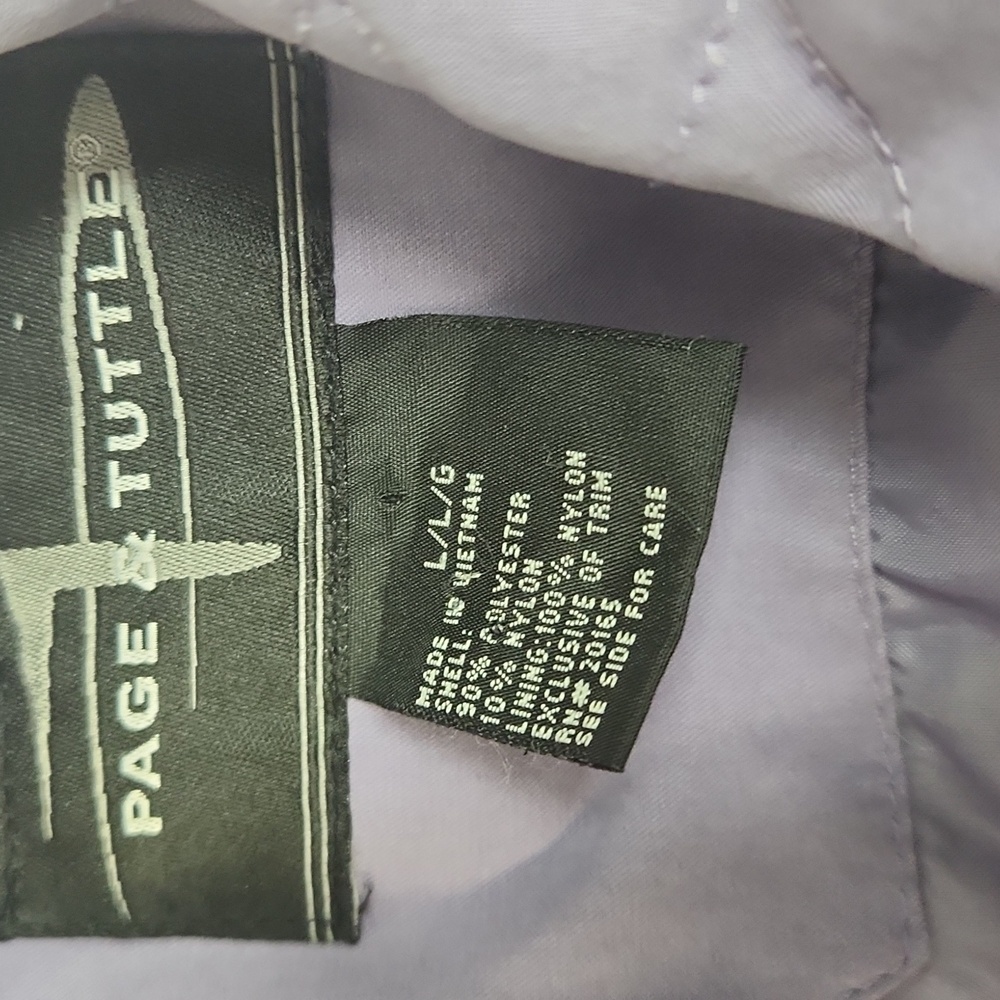 PAGE & TUTTLE®
L/L/G
MADE IN VIETNAM
SHELL:
90% POLYESTER
10% NYLON
LINING:100% NYLON
EXCLUSIVE OF TRIM
RN# 20165
SEE SIDE FOR CARE